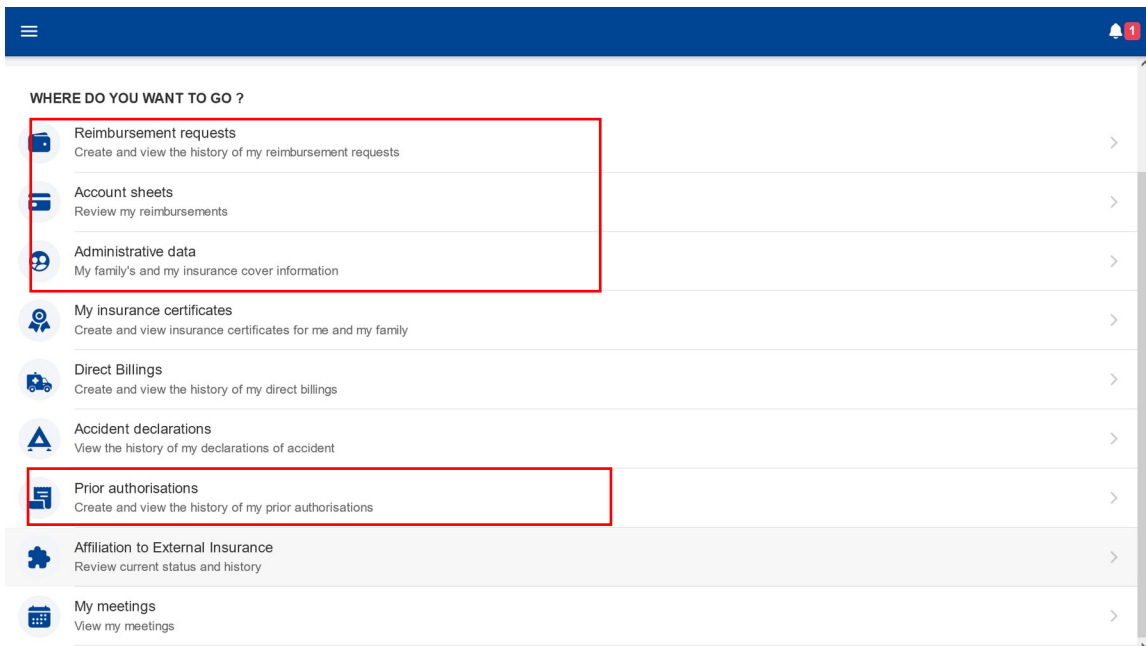 1
WHERE DO YOU WANT TO GO ?
Reimbursement requests
Create and view the history of my reimbursement requests
Account sheets
Review my reimbursements
Administrative data
My family's and my insurance cover information
My insurance certificates
Create and view insurance certificates for me and my family
Direct Billings
Create and view the history of my direct billings
Accident declarations
View the history of my declarations of accident
Prior authorisations
Create and view the history of my prior authorisations
Affiliation to External Insurance
Review current status and history
My meetings
View my meetings